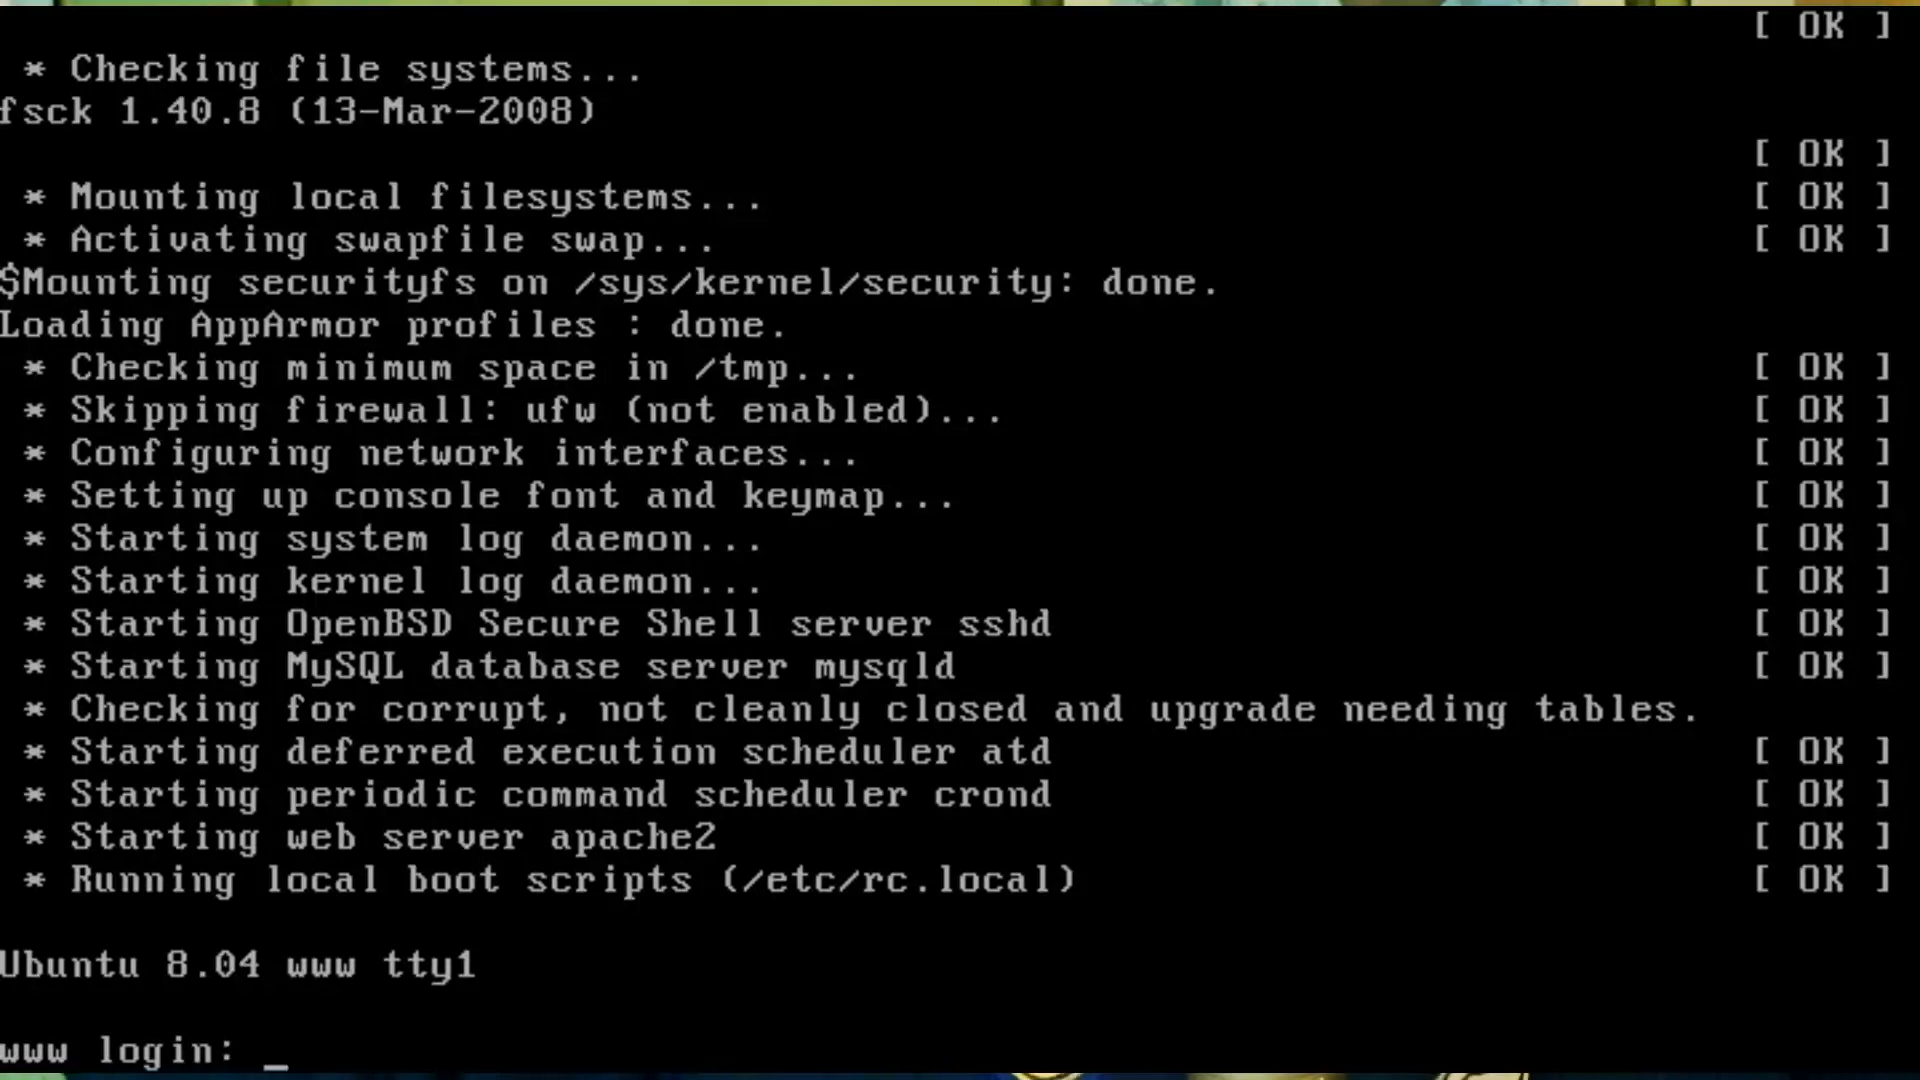 [ OK ]
* Checking file systems...
fsck 1.40.8 (13-Mar-2008)
[ OK ]
* Mounting local filesystems... [ OK ]
* Activating swapfile swap... [ OK ]
$Mounting securityfs on /sys/kernel/security: done.
Loading AppArmor profiles : done.
* Checking minimum space in /tmp... [ OK ]
* Skipping firewall: ufw (not enabled)... [ OK ]
* Configuring network interfaces... [ OK ]
* Setting up console font and keymap... [ OK ]
* Starting system log daemon... [ OK ]
* Starting kernel log daemon... [ OK ]
* Starting OpenBSD Secure Shell server sshd [ OK ]
* Starting MySQL database server mysqld [ OK ]
* Checking for corrupt, not cleanly closed and upgrade needing tables.
* Starting deferred execution scheduler atd [ OK ]
* Starting periodic command scheduler crond [ OK ]
* Starting web server apache2 [ OK ]
* Running local boot scripts (/etc/rc.local) [ OK ]
Ubuntu 8.04 www tty1
www login: _